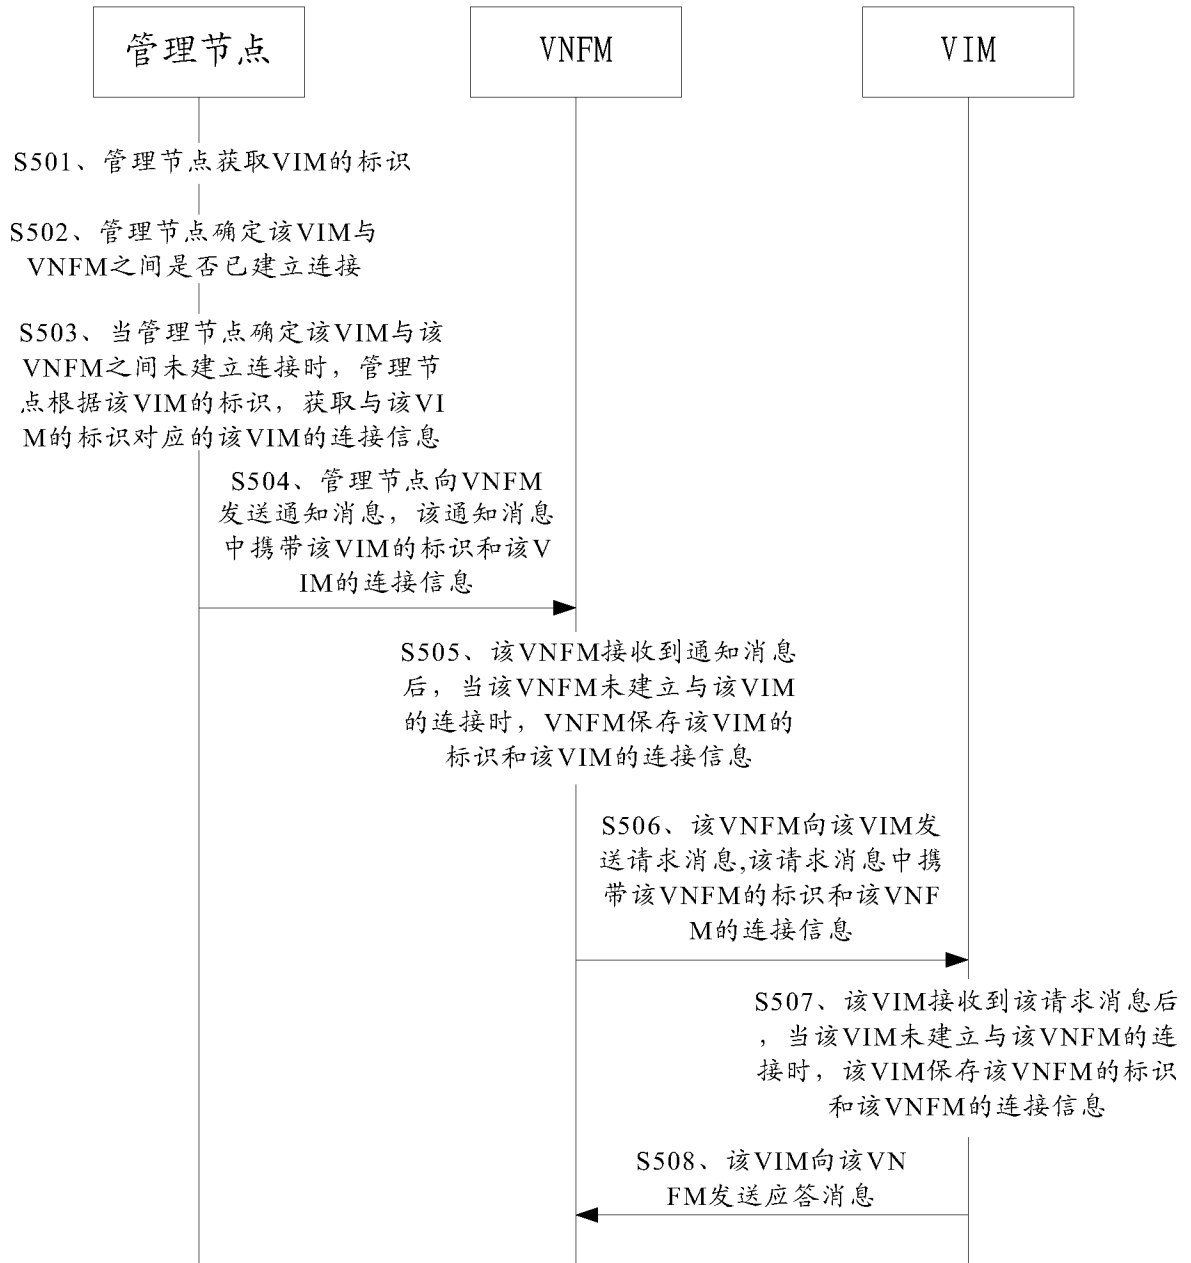 管理节点
VNFM
VIM
S501、管理节点获取VIM的标识
S502、管理节点确定该VIM与
VNFM之间是否已建立连接
S503、当管理节点确定该VIM与该
VNFM之间未建立连接时，管理节
点根据该VIM的标识，获取与该VI
M的标识对应的该VIM的连接信息
S504、管理节点向VNFM
发送通知消息，该通知消息
中携带该VIM的标识和该V
IM的连接信息
S505、该VNFM接收到通知消息
后，当该VNFM未建立与该VIM
的连接时，VNFM保存该VIM的
标识和该VIM的连接信息
S506、该VNFM向该VIM发
送请求消息,该请求消息中携
带该VNFM的标识和该VNF
M的连接信息
S507、该VIM接收到该请求消息后
，当该VIM未建立与该VNFM的连
接时，该VIM保存该VNFM的标识
和该VNFM的连接信息
S508、该VIM向该VN
FM发送应答消息